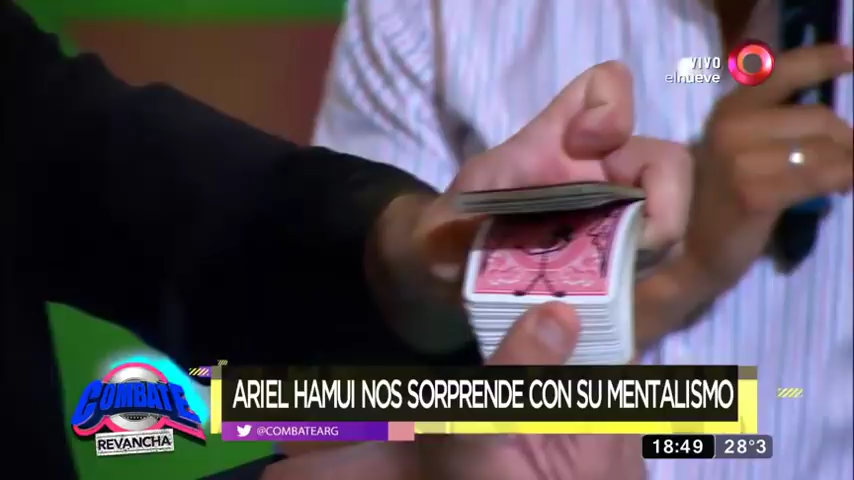 VIVO
elnueve
ARIEL HAMUI NOS SORPRENDE CON SU MENTALISMO
COMBATE
REVANCHA
@COMBATEARG
18:49 28°3